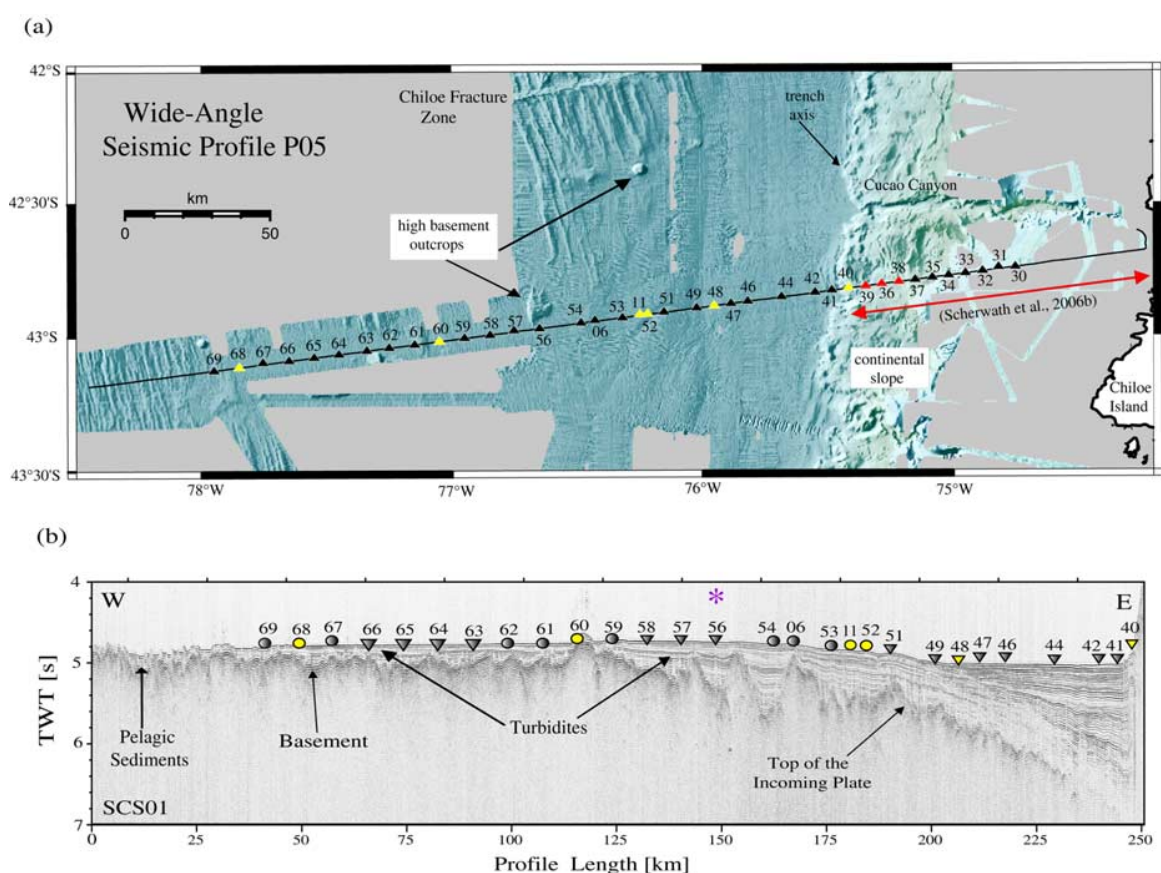 (a)
42°S
42°30'S
43°S
43°30'S
Wide-Angle
Seismic Profile P05
km
0 50
Chiloe Fracture
Zone
high basement
outcrops
trench
axis
Cucao Canyon
(Scherwath et al., 2006b)
continental
slope
Chiloe
Island
69 68 67 66 65 64 63 62 61 60 59 58 57 56 54 06 53 11 52 51 49 48 47 46 44 42 41 40 39 36 38 37 35 34 33 32 31 30
78°W 77°W 76°W 75°W
(b)
W E
*
69 68 67 66 65 64 63 62 61 60 59 58 57 56 54 06 53 11 52 51 49 48 47 46 44 42 41 40
4
5
6
7
TWT [s]
Pelagic
Sediments
Basement
Turbidites
Top of the
Incoming Plate
SCS01
0 25 50 75 100 125 150 175 200 225 250
Profile Length [km]